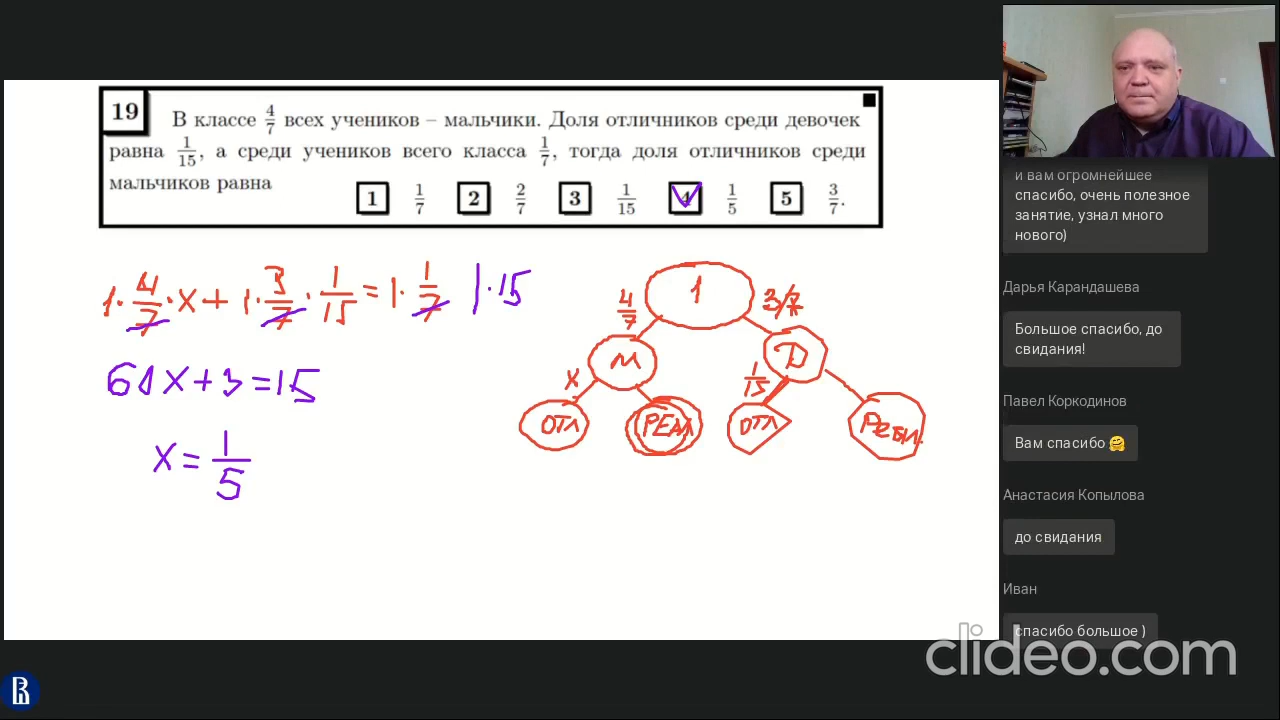 19
В классе 4/7 всех учеников – мальчики. Доля отличников среди девочек
равна 1/15, а среди учеников всего класса 1/7, тогда доля отличников среди
мальчиков равна
1 1/7 2 2/7 3 1/15 4 1/5 5 3/7.
1 · 4/7 · x + 1 · 3/7 · 1/15 = 1 · 1/7 | · 15
x + 3 = 15
x = 1/5
1
4/7 3/7
М Д
x 1/15
ОТЛ ОТЛ
и вам огромнейшее
спасибо, очень полезное
занятие, узнал много
нового)
Дарья Карандашева
Большое спасибо, до
свидания!
Павел Коркодинов
Вам спасибо 🤗
Анастасия Копылова
до свидания
Иван
спасибо большое )
clideo.com